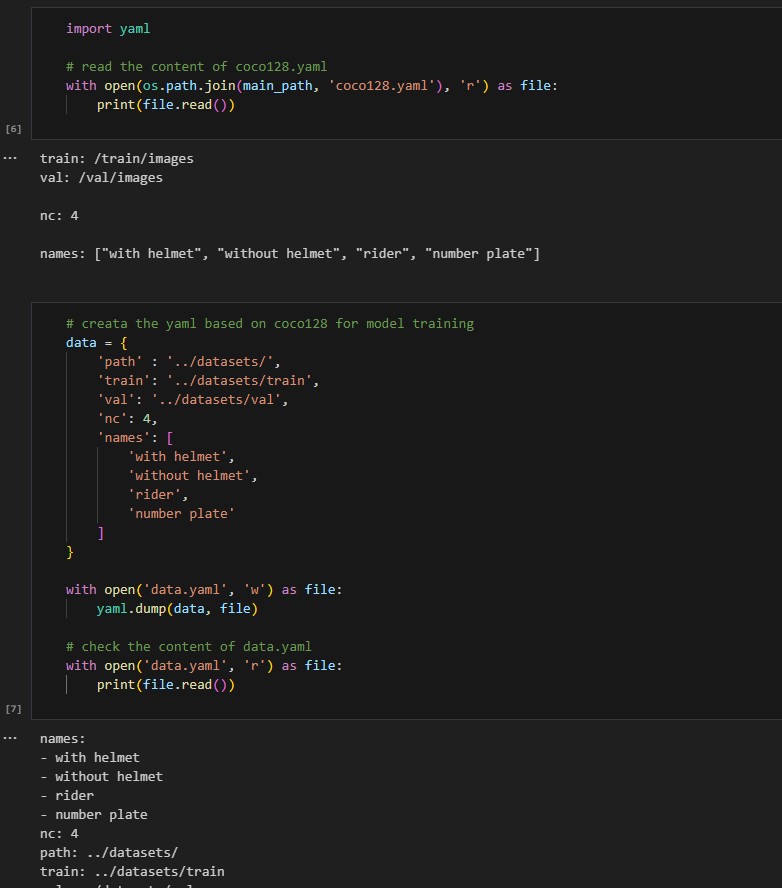 import yaml
# read the content of coco128.yaml
with open(os.path.join(main_path, 'coco128.yaml'), 'r') as file:
    print(file.read())
[6]
...
train: /train/images
val: /val/images
nc: 4
names: ["with helmet", "without helmet", "rider", "number plate"]
# creata the yaml based on coco128 for model training
data = {
    'path' : '../datasets/',
    'train': '../datasets/train',
    'val': '../datasets/val',
    'nc': 4,
    'names': [
        'with helmet',
        'without helmet',
        'rider',
        'number plate'
    ]
}
with open('data.yaml', 'w') as file:
    yaml.dump(data, file)
# check the content of data.yaml
with open('data.yaml', 'r') as file:
    print(file.read())
[7]
...
names:
- with helmet
- without helmet
- rider
- number plate
nc: 4
path: ../datasets/
train: ../datasets/train